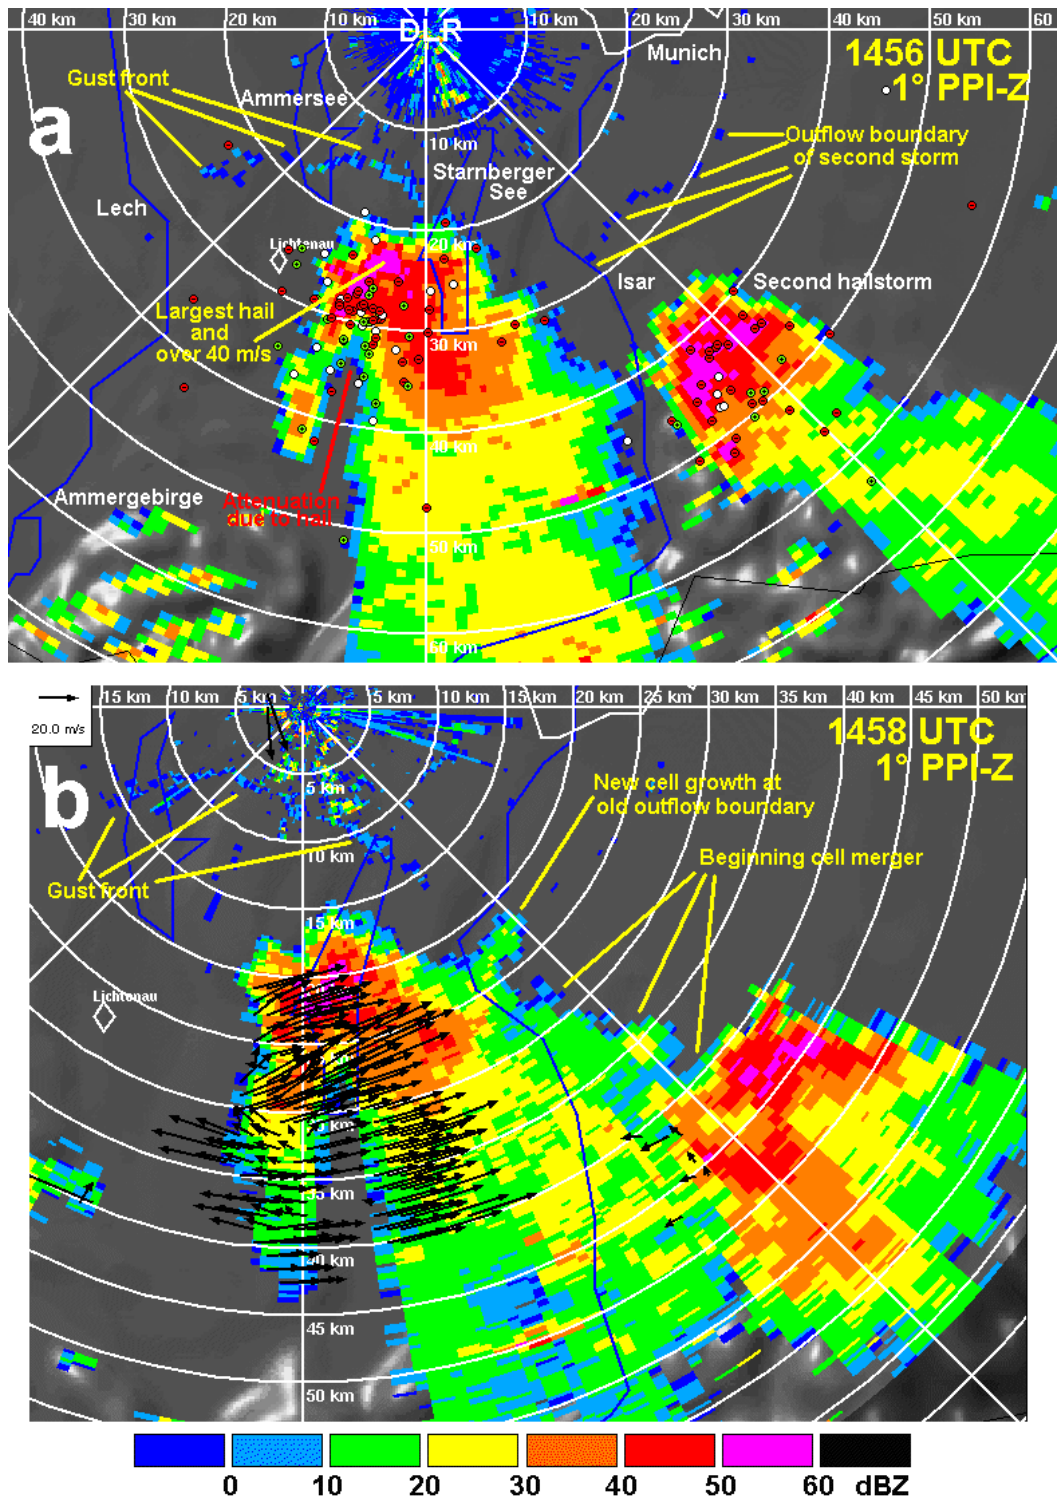 40 km
20 km
10 km
DLR
10 km
20 km
30 km
50 km
60
Munich
1456 UTC
1° PPI-Z
Gust front
Ammersee
a
10 km
Outflow boundary
of second storm
Starnberger
See
Lech
Lichtenau
20 km
Isar
Second hailstorm
Largest hail
and
over 40 m/s
30 km
40 km
Ammergebirge
Attenuation
due to hail
50 km
60 km
20.0 m/s
15 km
10 km
5 km
5 km
10 km
15 km
20 km
25 km
30 km
35 km
40 km
45 km
50 km
1458 UTC
1° PPI-Z
b
5 km
New cell growth at
old outflow boundary
10 km
Beginning cell merger
Gust front
15 km
Lichtenau
35 km
40 km
45 km
50 km
0 10 20 30 40 50 60 dBZ